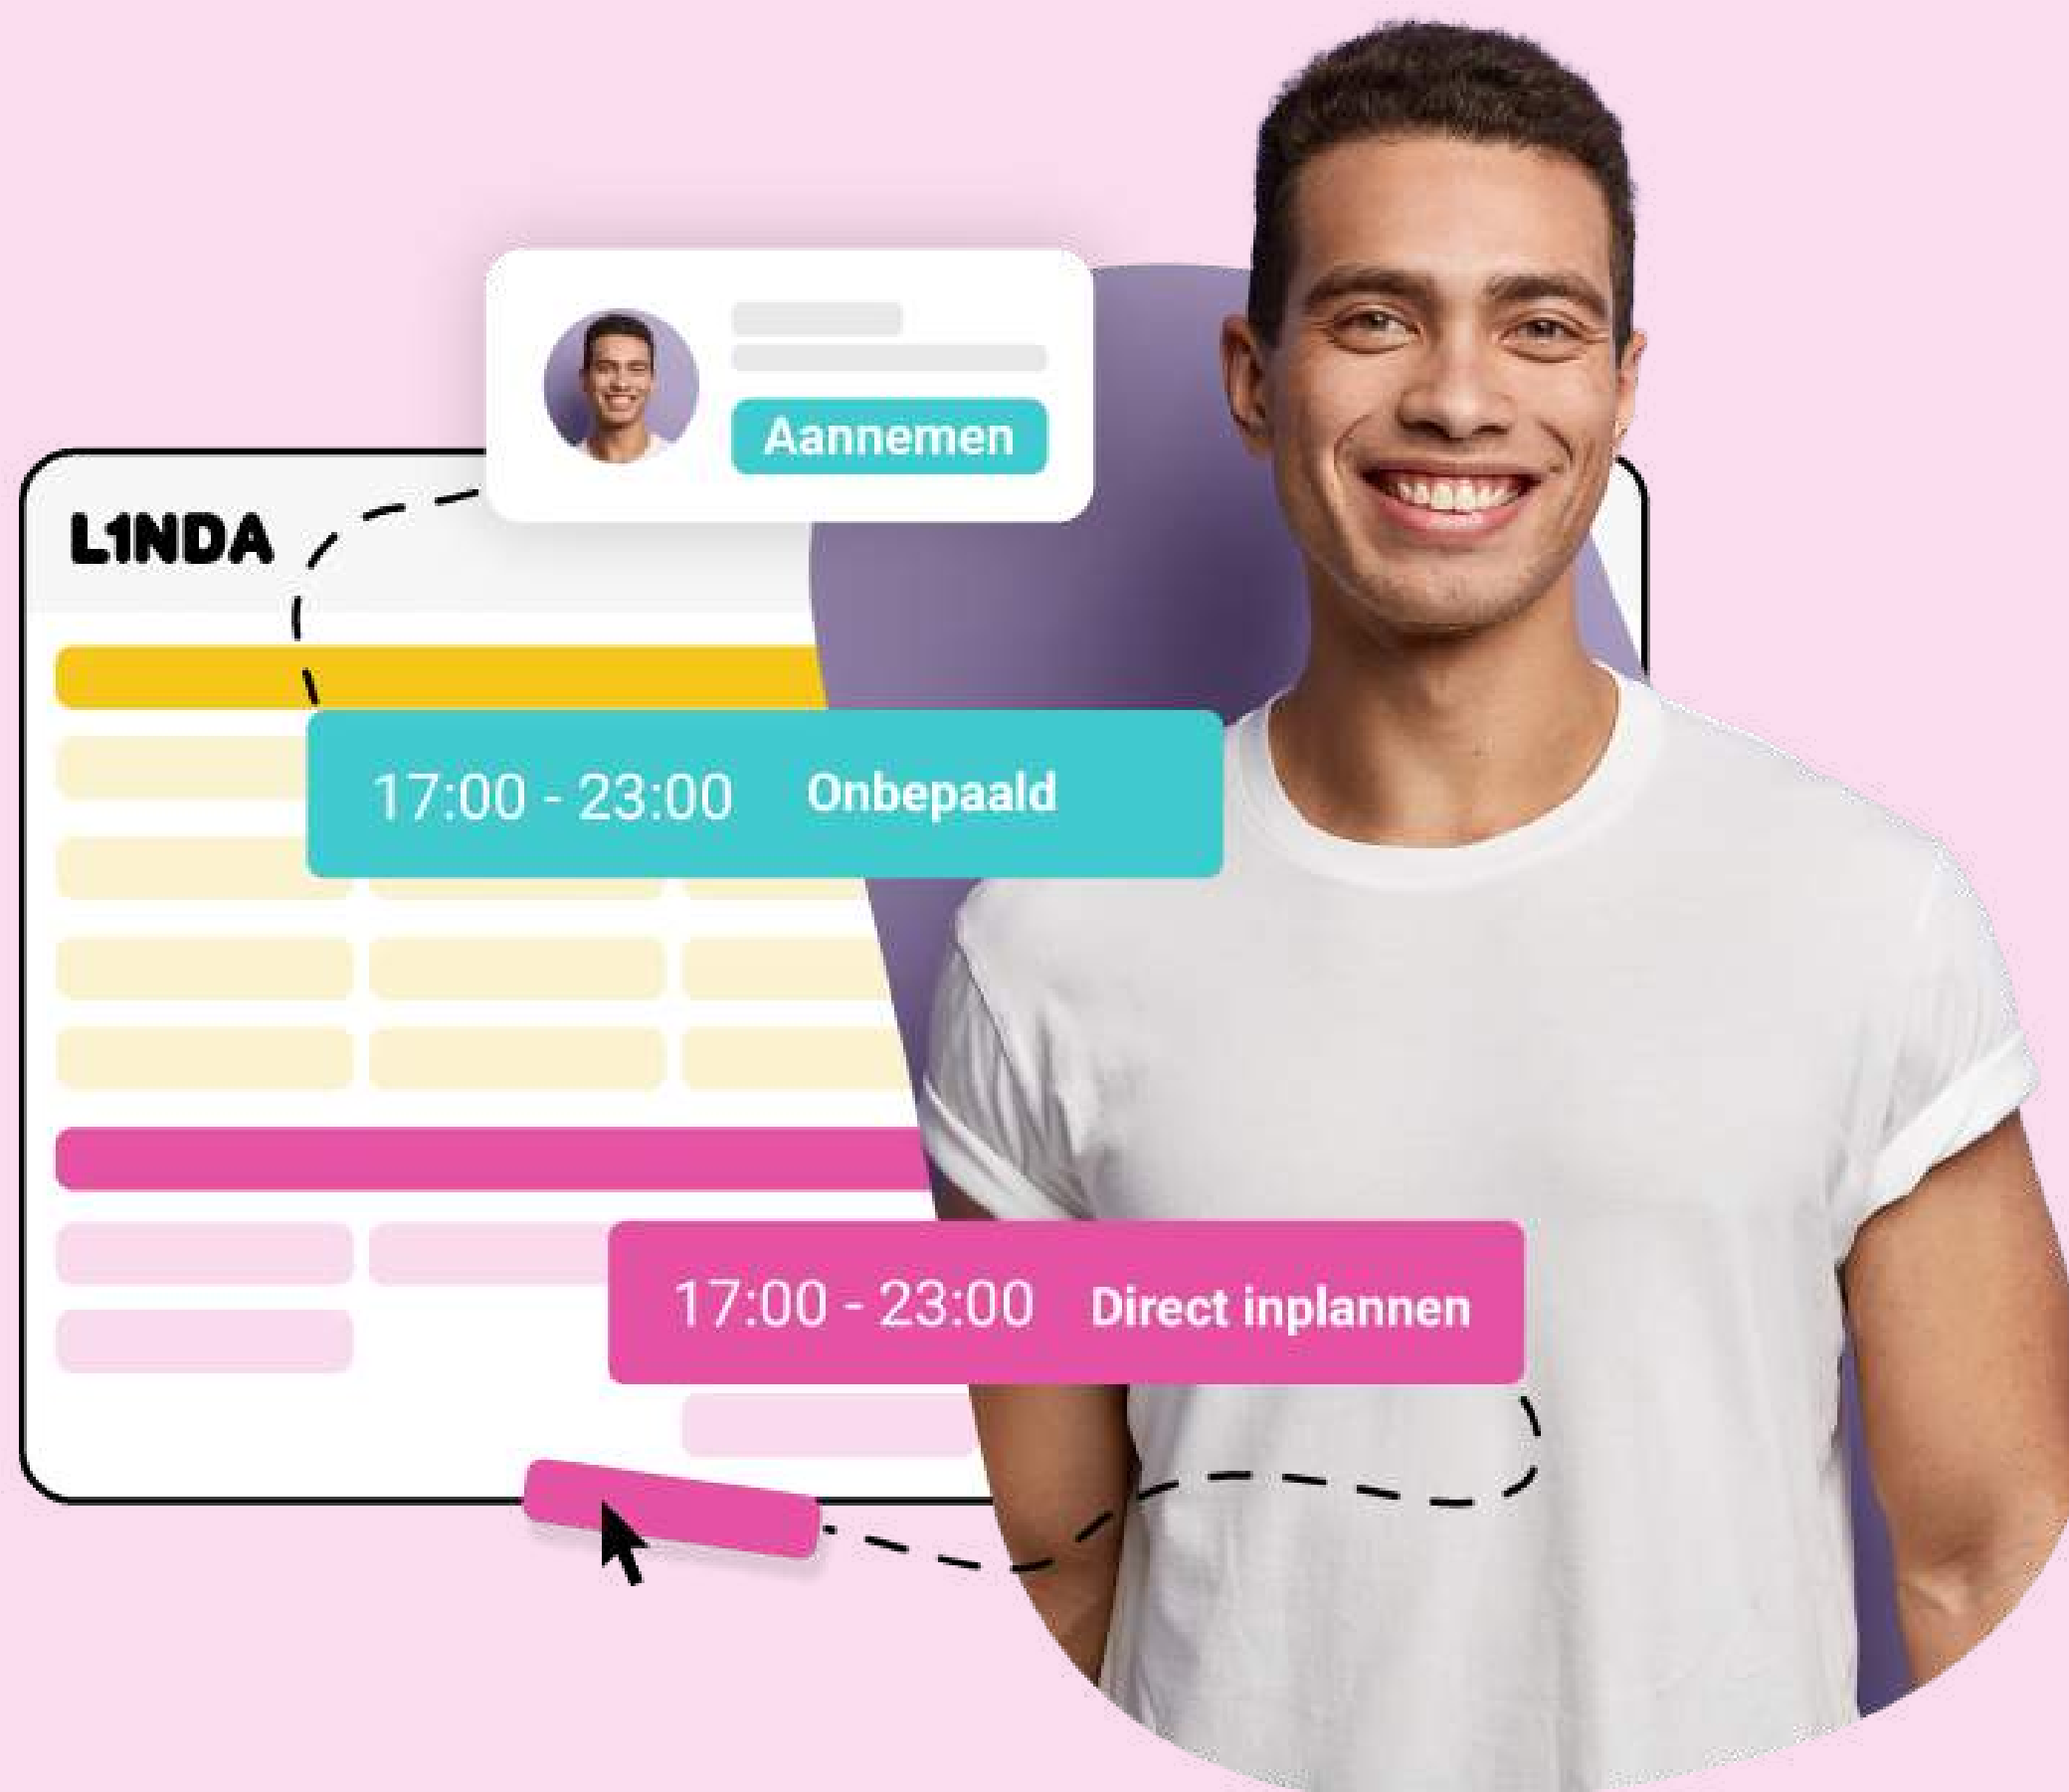 Aannemen
L1NDA
17:00 - 23:00 Onbepaald
17:00 - 23:00 Direct inplannen